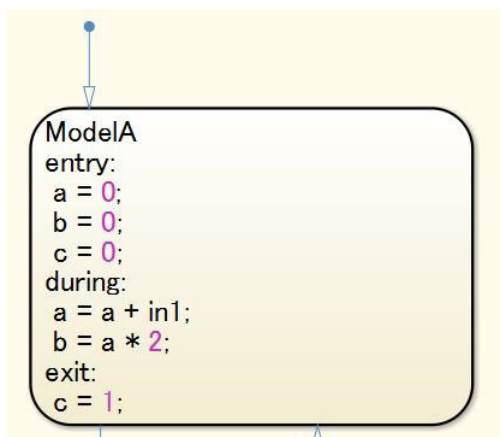 ModelA
entry:
a = 0;
b = 0;
c = 0;
during:
a = a + in1;
b = a * 2;
exit:
c = 1;